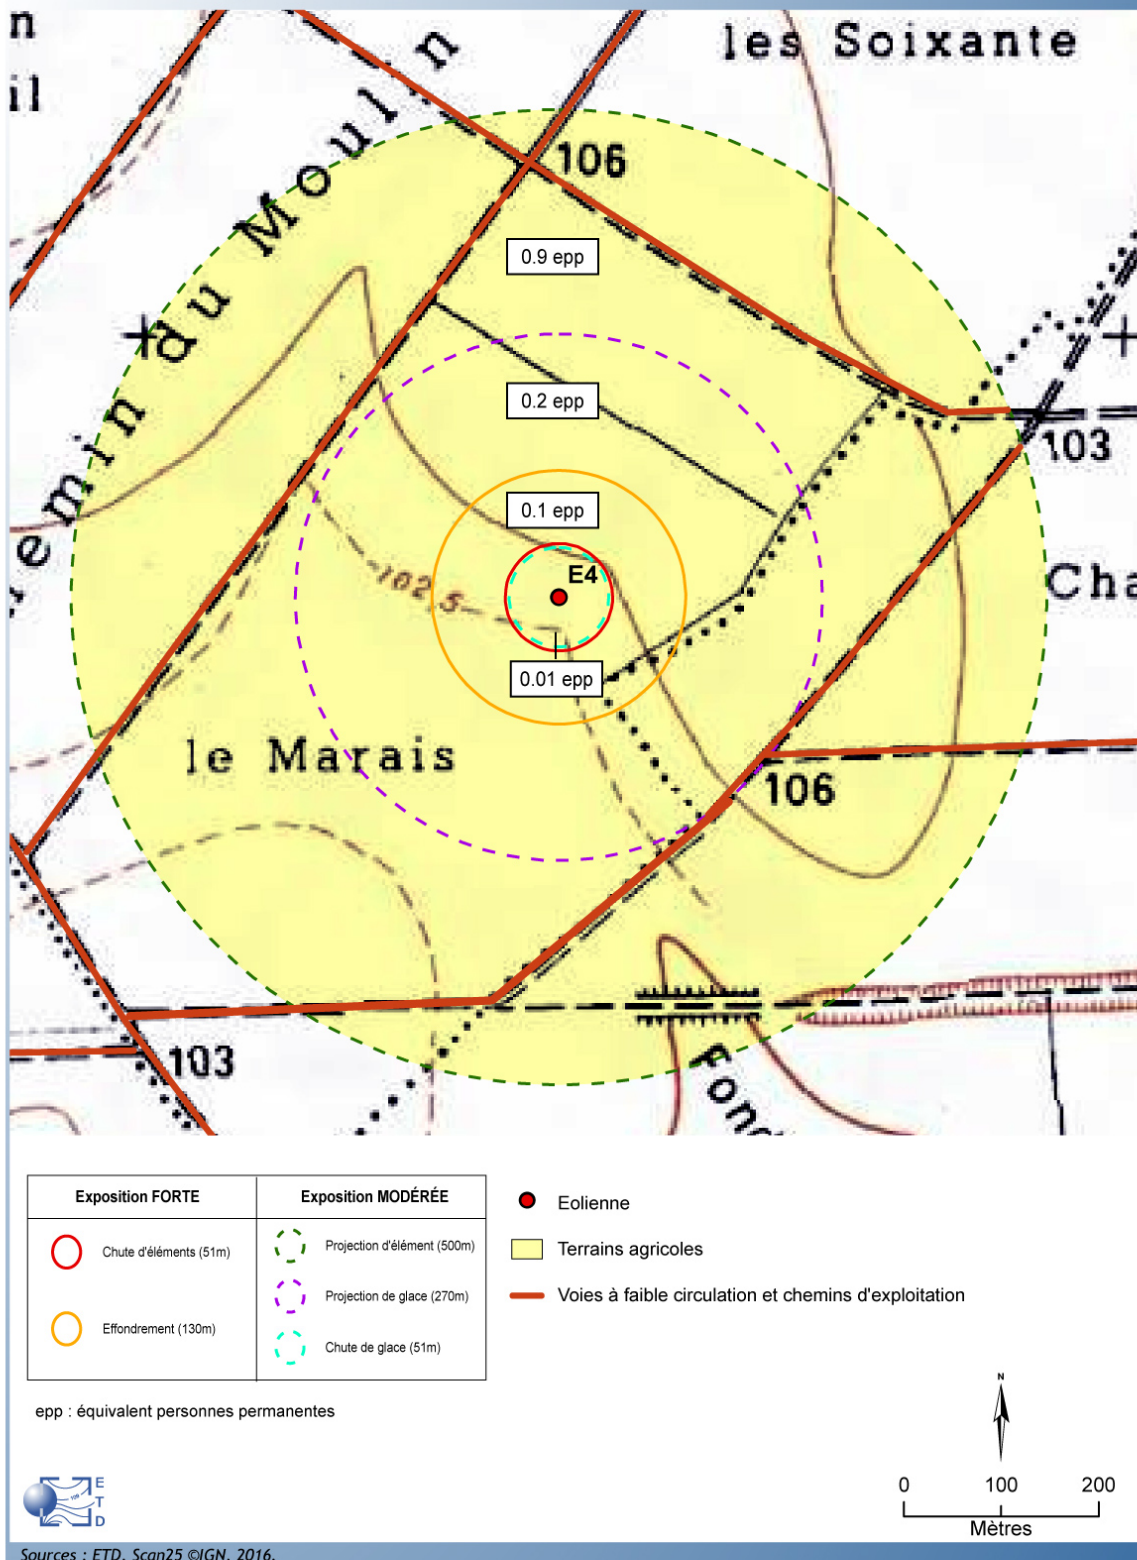 n
il
les Soixante
du Moulin
emin
106
0.9 epp
0.2 epp
103
0.1 epp
E4
Cha
102.5
0.01 epp
le Marais
106
103
Fond
Exposition FORTE
Exposition MODÉRÉE
Chute d'éléments (51m)
Effondrement (130m)
Projection d'élément (500m)
Projection de glace (270m)
Chute de glace (51m)
Eolienne
Terrains agricoles
Voies à faible circulation et chemins d'exploitation
epp : équivalent personnes permanentes
N
0 100 200
Mètres
E
T
D
Sources : ETD, Scan25 ©IGN, 2016.